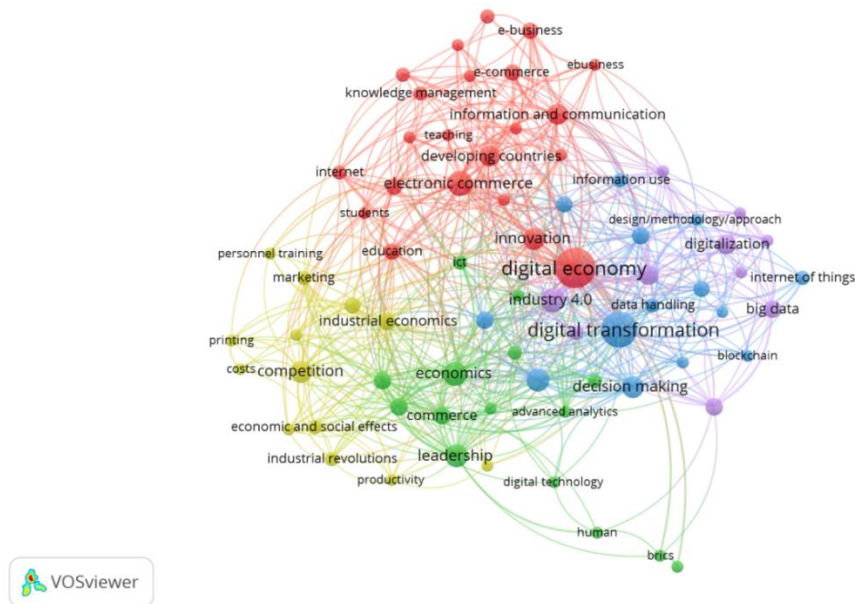 e-business
e-commerce
ebusiness
knowledge management
information and communication
teaching
developing countries
internet
electronic commerce
information use
students
design/methodology/approach
innovation
digitalization
personnel training
education
ict
digital economy
marketing
internet of things
industry 4.0
data handling
big data
industrial economics
digital transformation
printing
blockchain
costs
competition
economics
decision making
commerce
advanced analytics
economic and social effects
leadership
industrial revolutions
productivity
digital technology
human
brics
VOSviewer